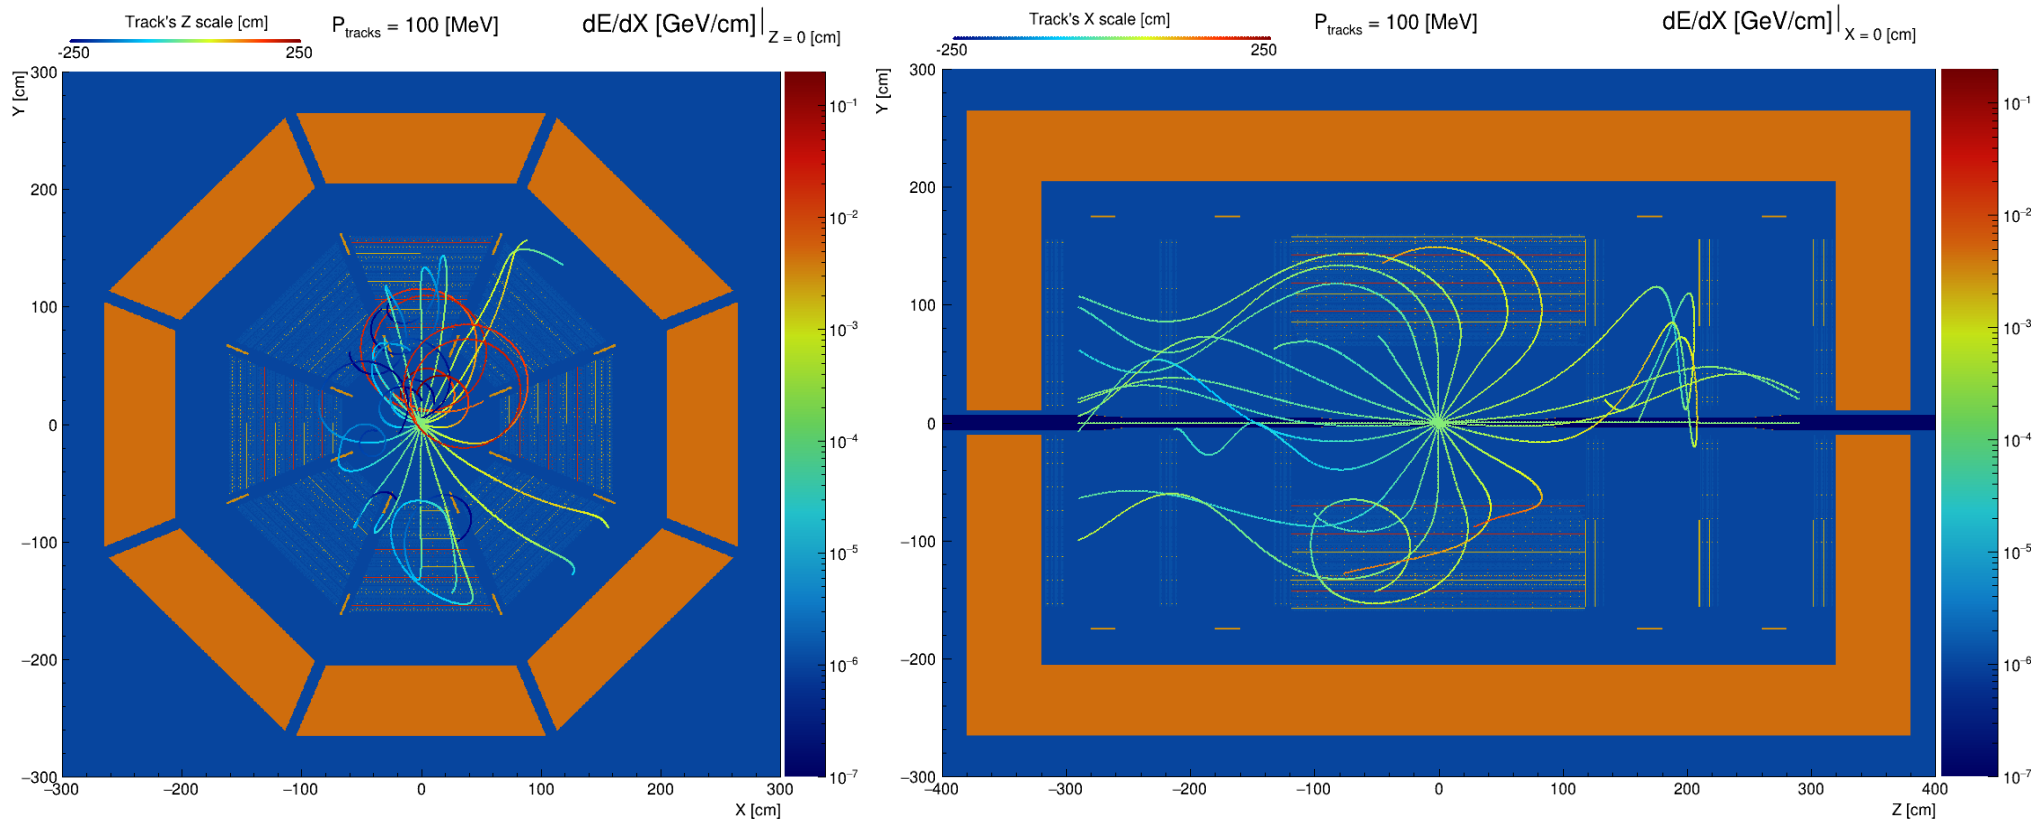 Track's Z scale [cm]
-250 250
P_tracks = 100 [MeV]
dE/dX [GeV/cm]|_Z = 0 [cm]
Y [cm]
300
200
100
0
−100
−200
−300
−300 −200 −100 0 100 200 300
X [cm]
10⁻¹
10⁻²
10⁻³
10⁻⁴
10⁻⁵
10⁻⁶
10⁻⁷
Track's X scale [cm]
-250 250
P_tracks = 100 [MeV]
dE/dX [GeV/cm]|_X = 0 [cm]
Y [cm]
300
200
100
0
−100
−200
−300
−400 −300 −200 −100 0 100 200 300 400
Z [cm]
10⁻¹
10⁻²
10⁻³
10⁻⁴
10⁻⁵
10⁻⁶
10⁻⁷